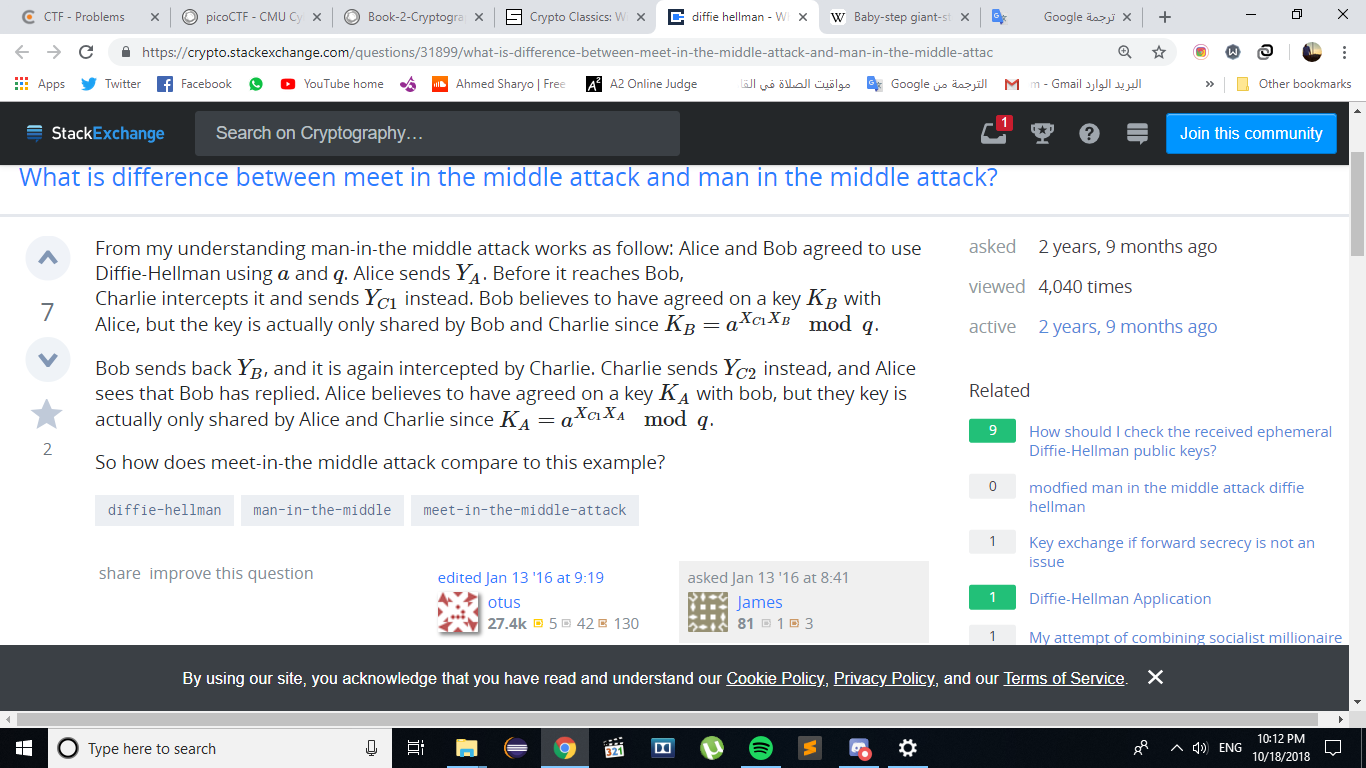 CTF - Problems
picoCTF - CMU Cy
Book-2-Cryptogra
Crypto Classics: W
diffie hellman - Wh
Baby-step giant-st
ترجمة Google
https://crypto.stackexchange.com/questions/31899/what-is-difference-between-meet-in-the-middle-attack-and-man-in-the-middle-attac
Apps
Twitter
Facebook
YouTube home
Ahmed Sharyo | Free
A2 Online Judge
مواقيت الصلاة في القا
الترجمة من Google
البريد الوارد m - Gmail
»
Other bookmarks
StackExchange
Search on Cryptography…
1
Join this community
What is difference between meet in the middle attack and man in the middle attack?
7
2
From my understanding man-in-the middle attack works as follow: Alice and Bob agreed to use
Diffie-Hellman using a and q. Alice sends Y_A. Before it reaches Bob,
Charlie intercepts it and sends Y_{C1} instead. Bob believes to have agreed on a key K_B with
Alice, but the key is actually only shared by Bob and Charlie since K_B = a^{X_{C1}X_B} mod q.
Bob sends back Y_B, and it is again intercepted by Charlie. Charlie sends Y_{C2} instead, and Alice
sees that Bob has replied. Alice believes to have agreed on a key K_A with bob, but they key is
actually only shared by Alice and Charlie since K_A = a^{X_{C1}X_A} mod q.
So how does meet-in-the middle attack compare to this example?
diffie-hellman man-in-the-middle meet-in-the-middle-attack
share improve this question
edited Jan 13 '16 at 9:19
otus
27.4k 5 42 130
asked Jan 13 '16 at 8:41
James
81 1 3
asked 2 years, 9 months ago
viewed 4,040 times
active 2 years, 9 months ago
Related
9 How should I check the received ephemeral
Diffie-Hellman public keys?
0 modfied man in the middle attack diffie
hellman
1 Key exchange if forward secrecy is not an
issue
1 Diffie-Hellman Application
1 My attempt of combining socialist millionaire
By using our site, you acknowledge that you have read and understand our Cookie Policy, Privacy Policy, and our Terms of Service.
Type here to search
321
ENG
10:12 PM
10/18/2018